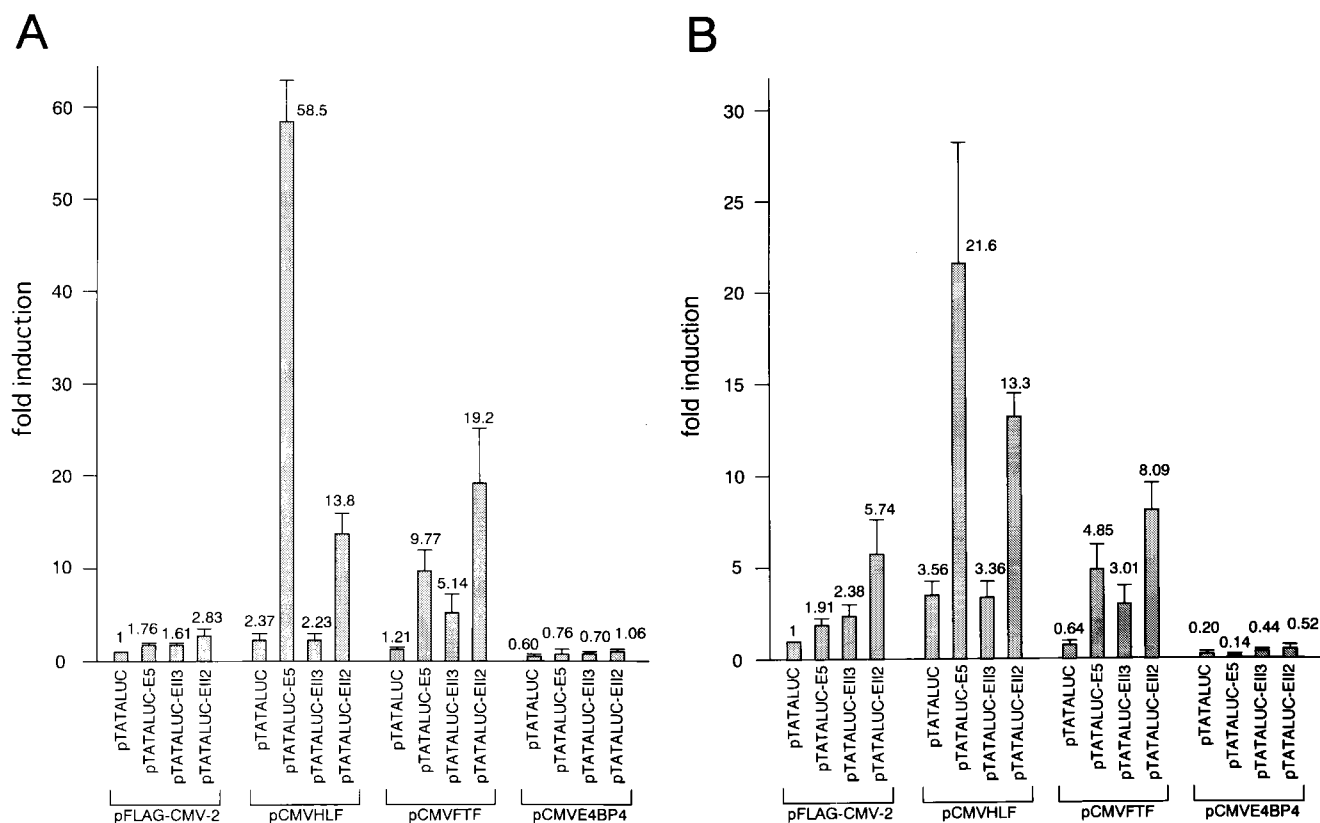 A
60
50
40
30
20
10
0
fold induction
1
1.76
1.61
2.83
2.37
58.5
2.23
13.8
1.21
9.77
5.14
19.2
0.60
0.76
0.70
1.06
pTATALUC
pTATALUC-E5
pTATALUC-EII3
pTATALUC-EII2
pTATALUC
pTATALUC-E5
pTATALUC-EII3
pTATALUC-EII2
pTATALUC
pTATALUC-E5
pTATALUC-EII3
pTATALUC-EII2
pTATALUC
pTATALUC-E5
pTATALUC-EII3
pTATALUC-EII2
pFLAG-CMV-2
pCMVHLF
pCMVFTF
pCMVE4BP4
B
30
25
20
15
10
5
0
fold induction
1
1.91
2.38
5.74
3.56
21.6
3.36
13.3
0.64
4.85
3.01
8.09
0.20
0.14
0.44
0.52
pTATALUC
pTATALUC-E5
pTATALUC-EII3
pTATALUC-EII2
pTATALUC
pTATALUC-E5
pTATALUC-EII3
pTATALUC-EII2
pTATALUC
pTATALUC-E5
pTATALUC-EII3
pTATALUC-EII2
pTATALUC
pTATALUC-E5
pTATALUC-EII3
pTATALUC-EII2
pFLAG-CMV-2
pCMVHLF
pCMVFTF
pCMVE4BP4